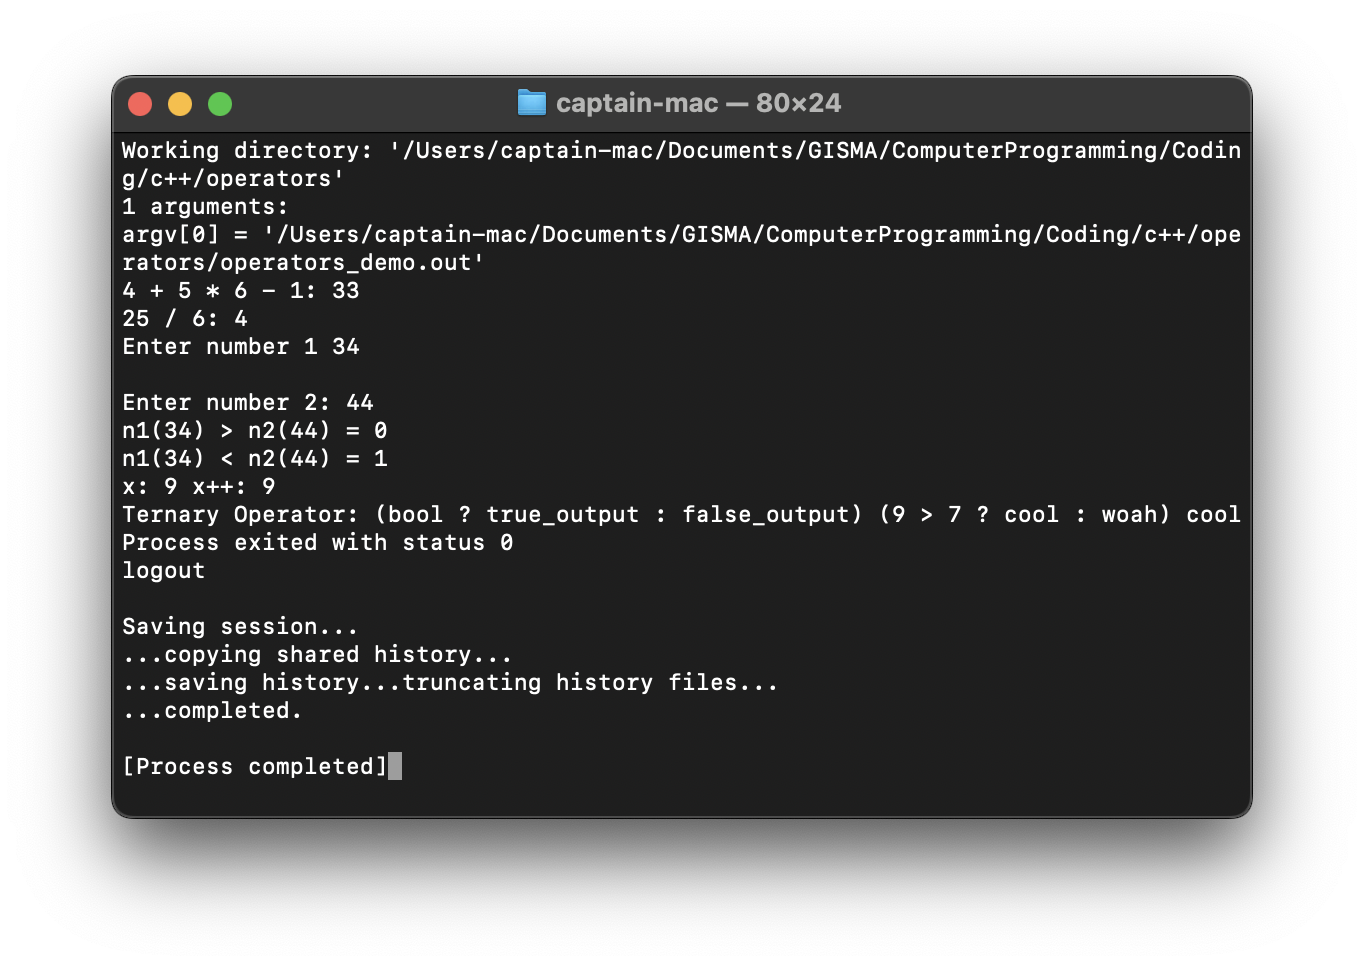 captain-mac — 80×24
Working directory: '/Users/captain-mac/Documents/GISMA/ComputerProgramming/Codin
g/c++/operators'
1 arguments:
argv[0] = '/Users/captain-mac/Documents/GISMA/ComputerProgramming/Coding/c++/ope
rators/operators_demo.out'
4 + 5 * 6 - 1: 33
25 / 6: 4
Enter number 1 34
Enter number 2: 44
n1(34) > n2(44) = 0
n1(34) < n2(44) = 1
x: 9 x++: 9
Ternary Operator: (bool ? true_output : false_output) (9 > 7 ? cool : woah) cool
Process exited with status 0
logout
Saving session...
...copying shared history...
...saving history...truncating history files...
...completed.
[Process completed]